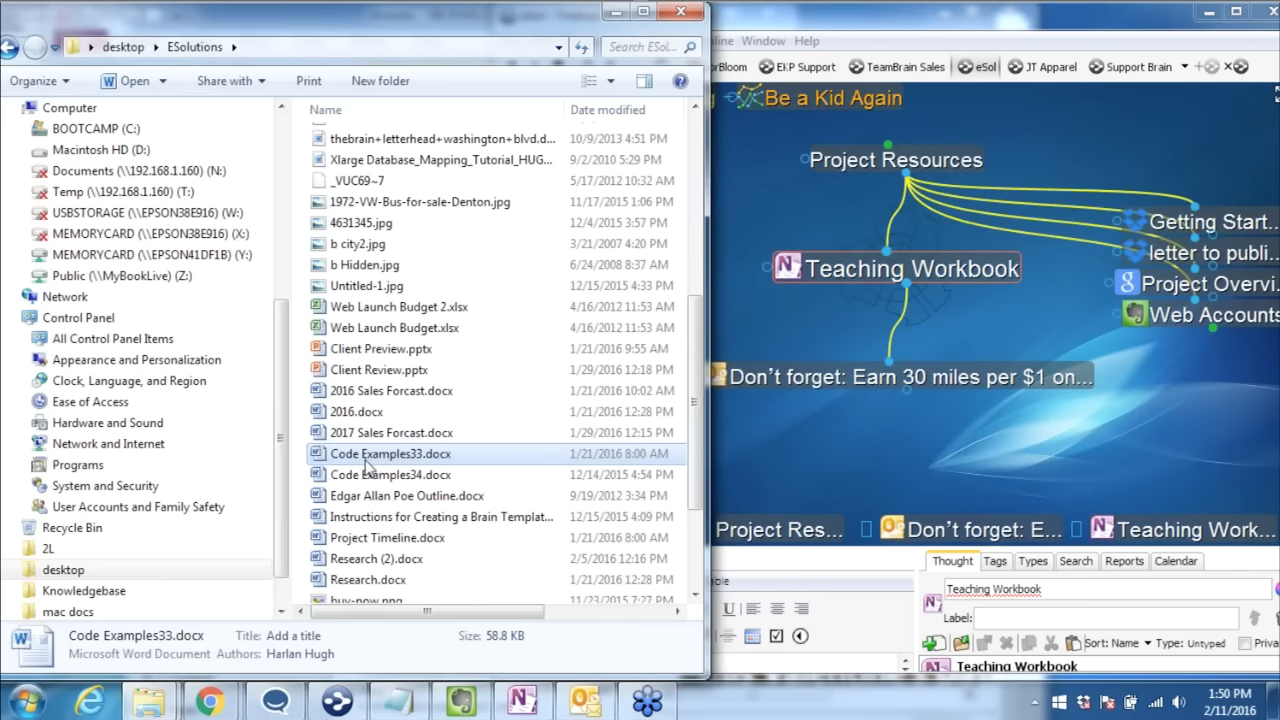 desktop ▸ ESolutions ▸
Search ESol...
Organize Open Share with Print New folder
Computer
BOOTCAMP (C:)
Macintosh HD (D:)
Documents (\\192.168.1.160) (N:)
Temp (\\192.168.1.160) (T:)
USBSTORAGE (\\EPSON38E916) (W:)
MEMORYCARD (\\EPSON38E916) (X:)
MEMORYCARD (\\EPSON41DF1B) (Y:)
Public (\\MyBookLive) (Z:)
Network
Control Panel
All Control Panel Items
Appearance and Personalization
Clock, Language, and Region
Ease of Access
Hardware and Sound
Network and Internet
Programs
System and Security
User Accounts and Family Safety
Recycle Bin
2L
desktop
Knowledgebase
mac docs
Name Date modified
thebrain+letterhead+washington+blvd.d... 10/9/2013 4:51 PM
Xlarge Database_Mapping_Tutorial_HUG... 9/2/2010 5:29 PM
_VUC69~7 5/17/2012 10:32 AM
1972-VW-Bus-for-sale-Denton.jpg 11/17/2015 1:06 PM
4631345.jpg 12/4/2015 3:57 PM
b city2.jpg 3/21/2007 4:20 PM
b Hidden.jpg 6/24/2008 8:37 AM
Untitled-1.jpg 12/15/2015 4:33 PM
Web Launch Budget 2.xlsx 4/16/2012 11:53 AM
Web Launch Budget.xlsx 4/16/2012 11:53 AM
Client Preview.pptx 1/21/2016 9:55 AM
Client Review.pptx 1/29/2016 12:18 PM
2016 Sales Forcast.docx 1/21/2016 10:02 AM
2016.docx 1/21/2016 12:28 PM
2017 Sales Forcast.docx 1/29/2016 12:15 PM
Code Examples33.docx 1/21/2016 8:00 AM
Code Examples34.docx 12/14/2015 4:54 PM
Edgar Allan Poe Outline.docx 9/19/2012 3:34 PM
Instructions for Creating a Brain Templat... 12/15/2015 4:09 PM
Project Timeline.docx 1/21/2016 8:00 AM
Research (2).docx 2/5/2016 12:16 PM
Research.docx 1/21/2016 12:28 PM
buy-now.png 11/23/2015 7:27 PM
Code Examples33.docx Title: Add a title Size: 58.8 KB
Microsoft Word Document Authors: Harlan Hugh
Window Help
EKP Support TeamBrain Sales eSol JT Apparel Support Brain
Be a Kid Again
Project Resources
Getting Start...
letter to publi...
Teaching Workbook
Project Overvi...
Web Accounts
Don't forget: Earn 30 miles per $1 on...
Project Res... Don't forget: E... Teaching Work...
Thought Tags Types Search Reports Calendar
Teaching Workbook
Label:
Sort: Name Type: Untyped
Teaching Workbook
1:50 PM
2/11/2016